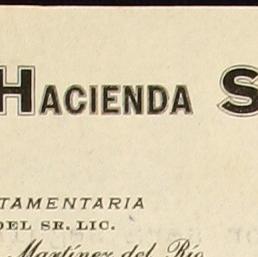 HACIENDA S
TAMENTARIA
DEL SR. LIC.
Martínez del Río